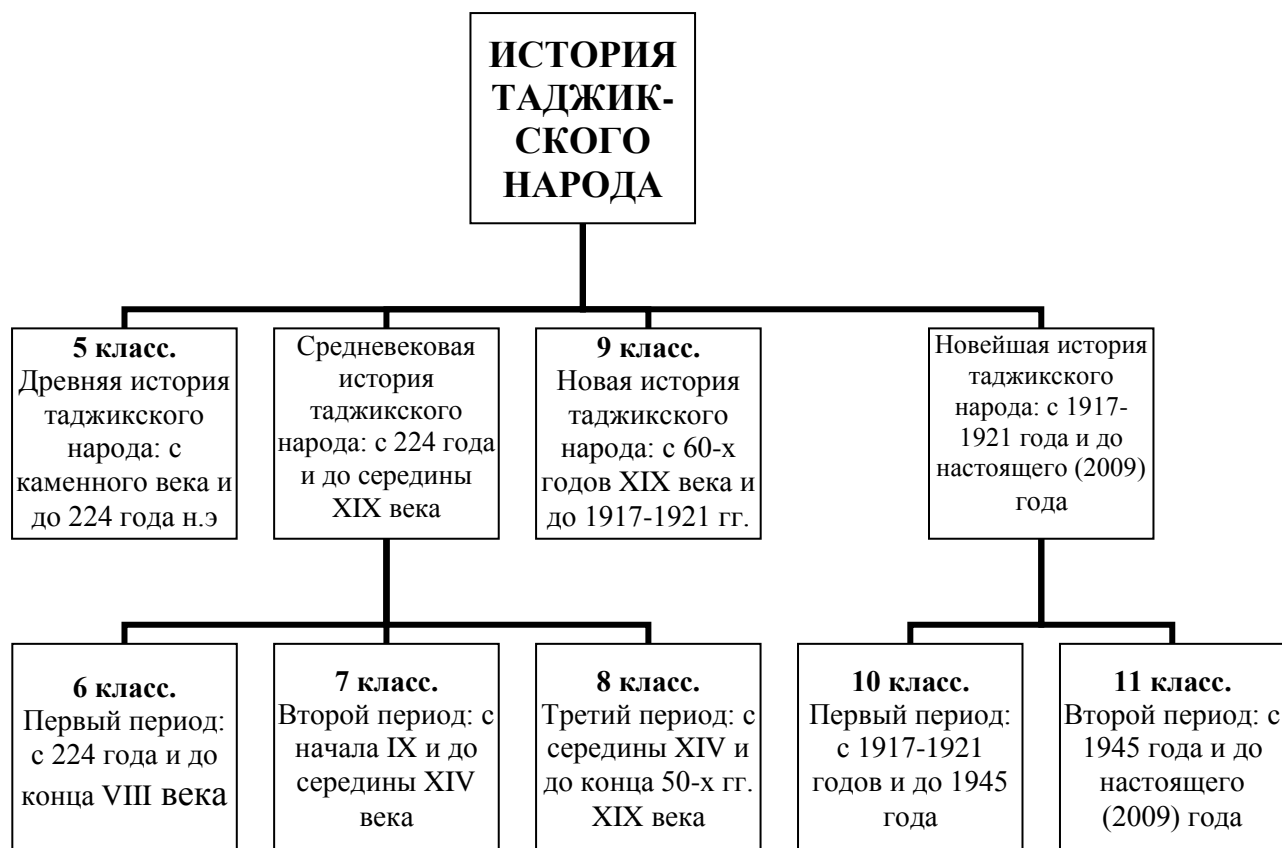 ИСТОРИЯ
ТАДЖИК-
СКОГО
НАРОДА
5 класс.
Древняя история
таджикского
народа: с
каменного века и
до 224 года н.э
Средневековая
история
таджикского
народа: с 224 года
и до середины
XIX века
9 класс.
Новая история
таджикского
народа: с 60-х
годов XIX века и
до 1917-1921 гг.
Новейшая история
таджикского
народа: с 1917-
1921 года и до
настоящего (2009)
года
6 класс.
Первый период:
с 224 года и до
конца VIII века
7 класс.
Второй период: с
начала IX и до
середины XIV
века
8 класс.
Третий период: с
середины XIV и
до конца 50-х гг.
XIX века
10 класс.
Первый период:
с 1917-1921
годов и до 1945
года
11 класс.
Второй период: с
1945 года и до
настоящего
(2009) года